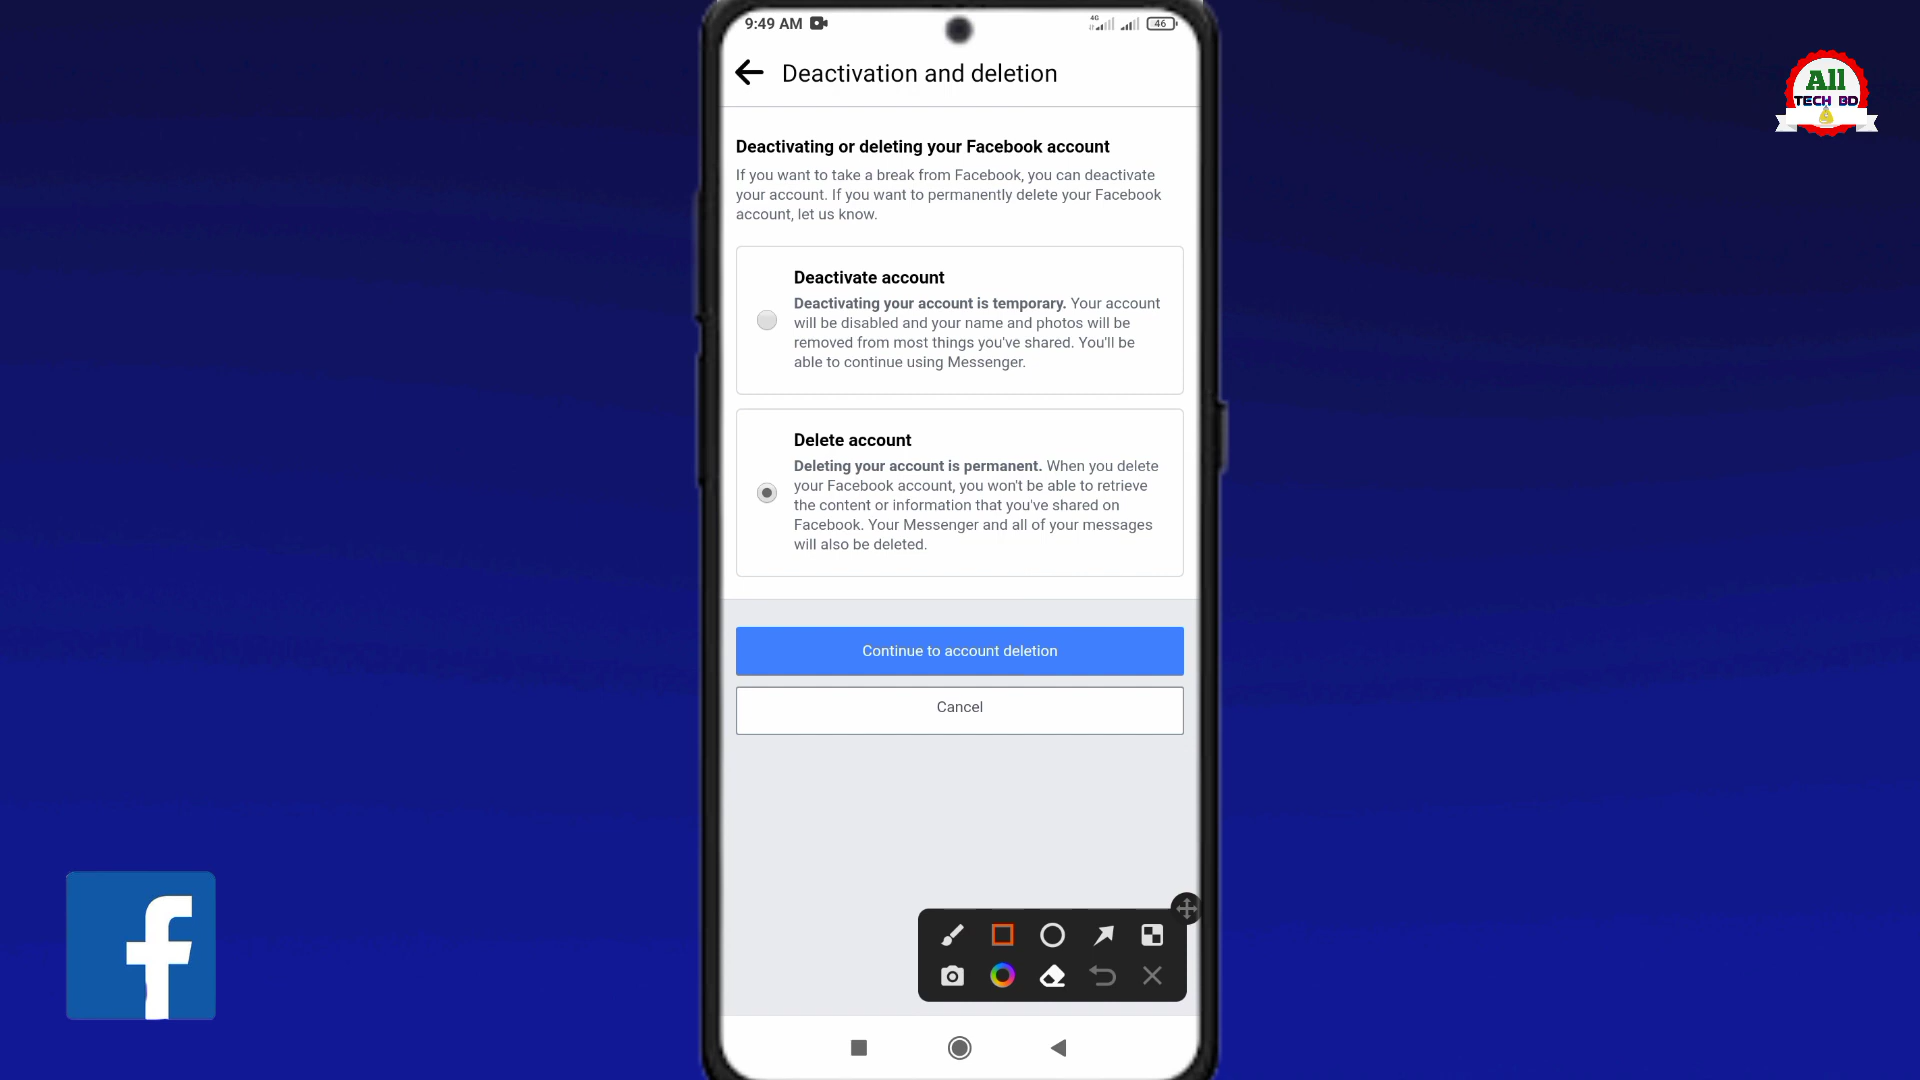 9:49 AM
4G
46
Deactivation and deletion
All
TECH BD
Deactivating or deleting your Facebook account
If you want to take a break from Facebook, you can deactivate
your account. If you want to permanently delete your Facebook
account, let us know.
Deactivate account
Deactivating your account is temporary. Your account
will be disabled and your name and photos will be
removed from most things you've shared. You'll be
able to continue using Messenger.
Delete account
Deleting your account is permanent. When you delete
your Facebook account, you won't be able to retrieve
the content or information that you've shared on
Facebook. Your Messenger and all of your messages
will also be deleted.
Continue to account deletion
Cancel
f